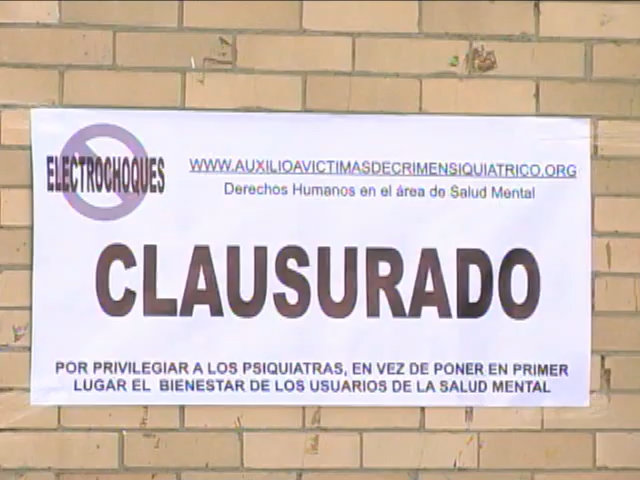 ELECTROCHOQUES
WWW.AUXILIOAVICTIMASDECRIMENSIQUIATRICO.ORG
Derechos Humanos en el área de Salud Mental
CLAUSURADO
POR PRIVILEGIAR A LOS PSIQUIATRAS, EN VEZ DE PONER EN PRIMER
LUGAR EL BIENESTAR DE LOS USUARIOS DE LA SALUD MENTAL